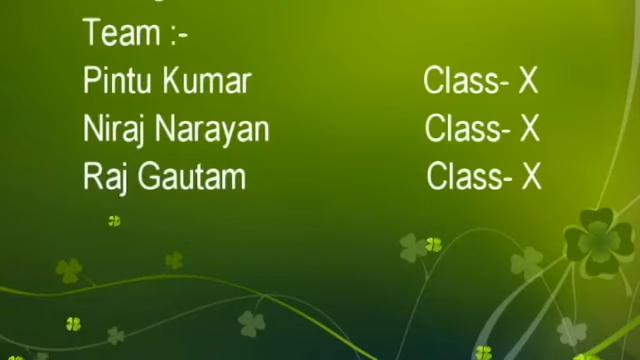 Team :-
Pintu Kumar Class- X
Niraj Narayan Class- X
Raj Gautam Class- X